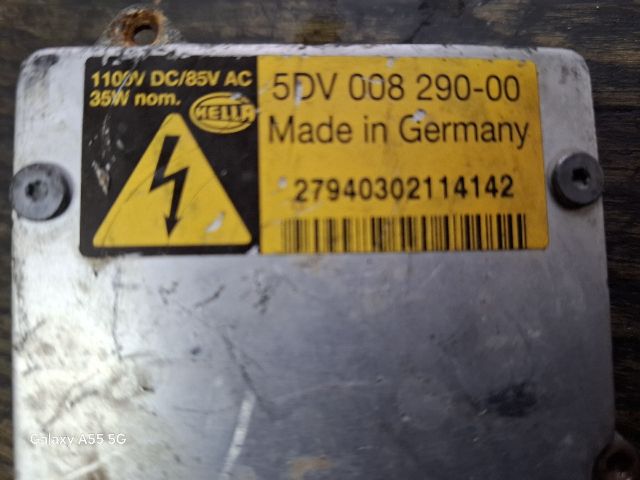 1100V DC/85V AC
35W nom.
HELLA
5DV 008 290-00
Made in Germany
27940302114142
Galaxy A55 5G